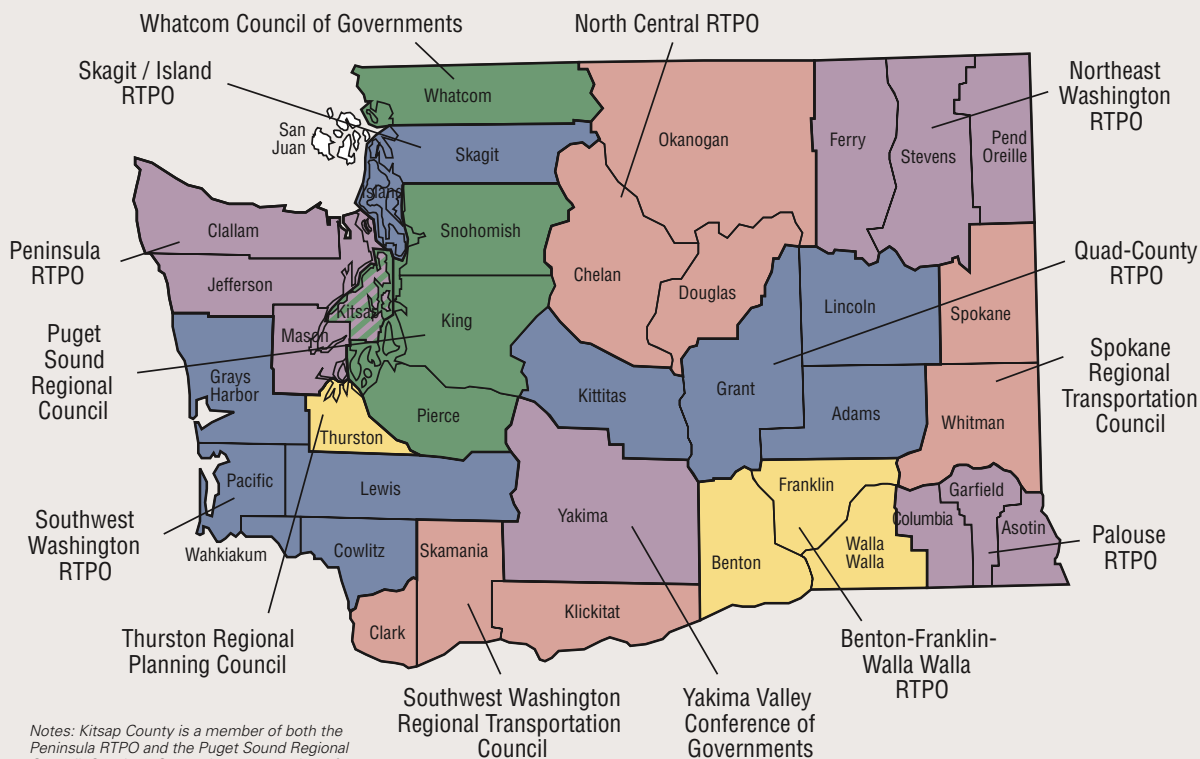 Whatcom Council of Governments
North Central RTPO
Skagit / Island
RTPO
Northeast
Washington
RTPO
Whatcom
San
Juan
Skagit
Okanogan
Ferry
Stevens
Pend
Oreille
Island
Clallam
Snohomish
Peninsula
RTPO
Quad-County
RTPO
Jefferson
Chelan
Douglas
Lincoln
Spokane
Kitsap
King
Mason
Puget
Sound
Regional
Council
Grays
Harbor
Spokane
Regional
Transportation
Council
Kittitas
Grant
Adams
Whitman
Pierce
Thurston
Pacific
Lewis
Franklin
Garfield
Columbia
Asotin
Yakima
Southwest
Washington
RTPO
Wahkiakum
Cowlitz
Skamania
Benton
Walla
Walla
Palouse
RTPO
Klickitat
Clark
Thurston Regional
Planning Council
Benton-Franklin-
Walla Walla
RTPO
Southwest Washington
Regional Transportation
Council
Yakima Valley
Conference of
Governments
Notes: Kitsap County is a member of both the
Peninsula RTPO and the Puget Sound Regional